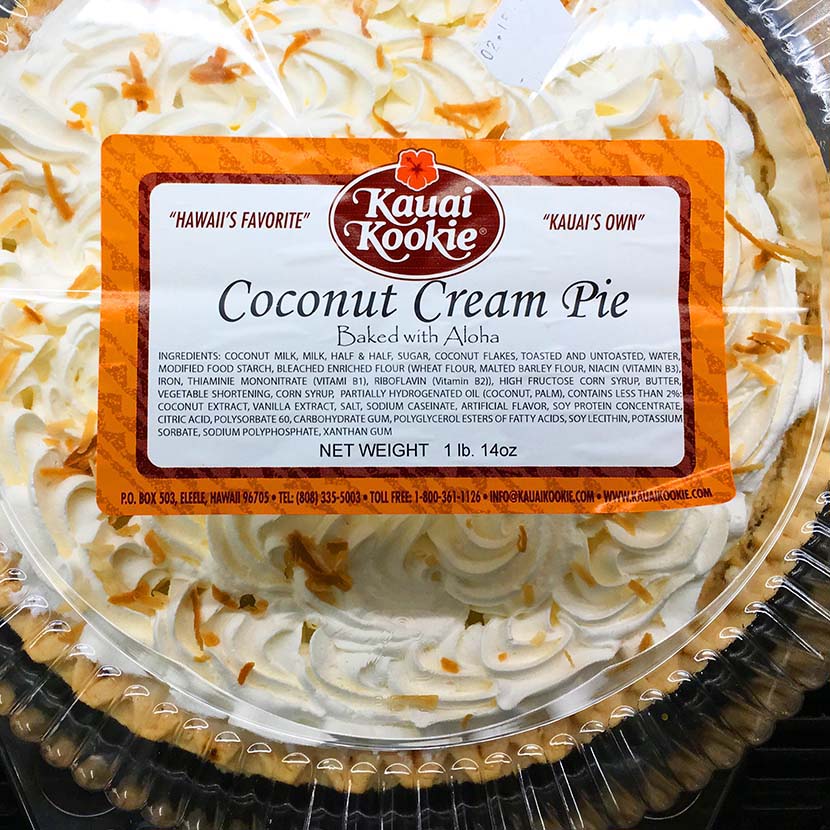 02.15
"HAWAII'S FAVORITE"
Kauai
Kookie®
"KAUAI'S OWN"
Coconut Cream Pie
Baked with Aloha
INGREDIENTS: COCONUT MILK, MILK, HALF & HALF, SUGAR, COCONUT FLAKES, TOASTED AND UNTOASTED, WATER,
MODIFIED FOOD STARCH, BLEACHED ENRICHED FLOUR (WHEAT FLOUR, MALTED BARLEY FLOUR, NIACIN (VITAMIN B3),
IRON, THIAMINIE MONONITRATE (VITAMI B1), RIBOFLAVIN (Vitamin B2)), HIGH FRUCTOSE CORN SYRUP, BUTTER,
VEGETABLE SHORTENING, CORN SYRUP, PARTIALLY HYDROGENATED OIL (COCONUT, PALM), CONTAINS LESS THAN 2%:
COCONUT EXTRACT, VANILLA EXTRACT, SALT, SODIUM CASEINATE, ARTIFICIAL FLAVOR, SOY PROTEIN CONCENTRATE,
CITRIC ACID, POLYSORBATE 60, CARBOHYDRATE GUM, POLYGLYCEROL ESTERS OF FATTY ACIDS, SOY LECITHIN, POTASSIUM
SORBATE, SODIUM POLYPHOSPHATE, XANTHAN GUM
NET WEIGHT 1 lb. 14oz
P.O. BOX 503, ELEELE, HAWAII 96705 • TEL: (808) 335-5003 • TOLL FREE: 1-800-361-1126 • INFO@KAUAIKOOKIE.COM • WWW.KAUAIKOOKIE.COM